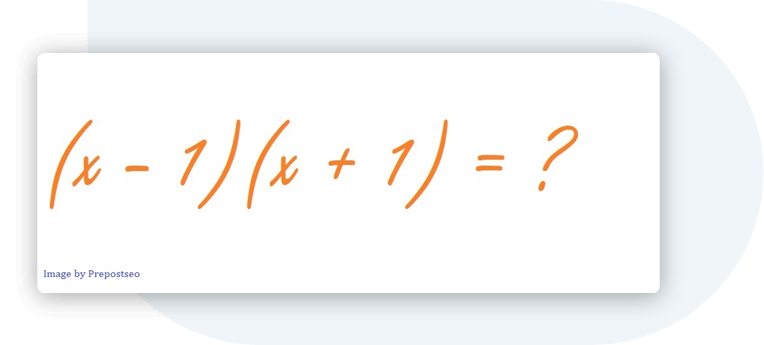 (x - 1)(x + 1) = ?
Image by Prepostseo